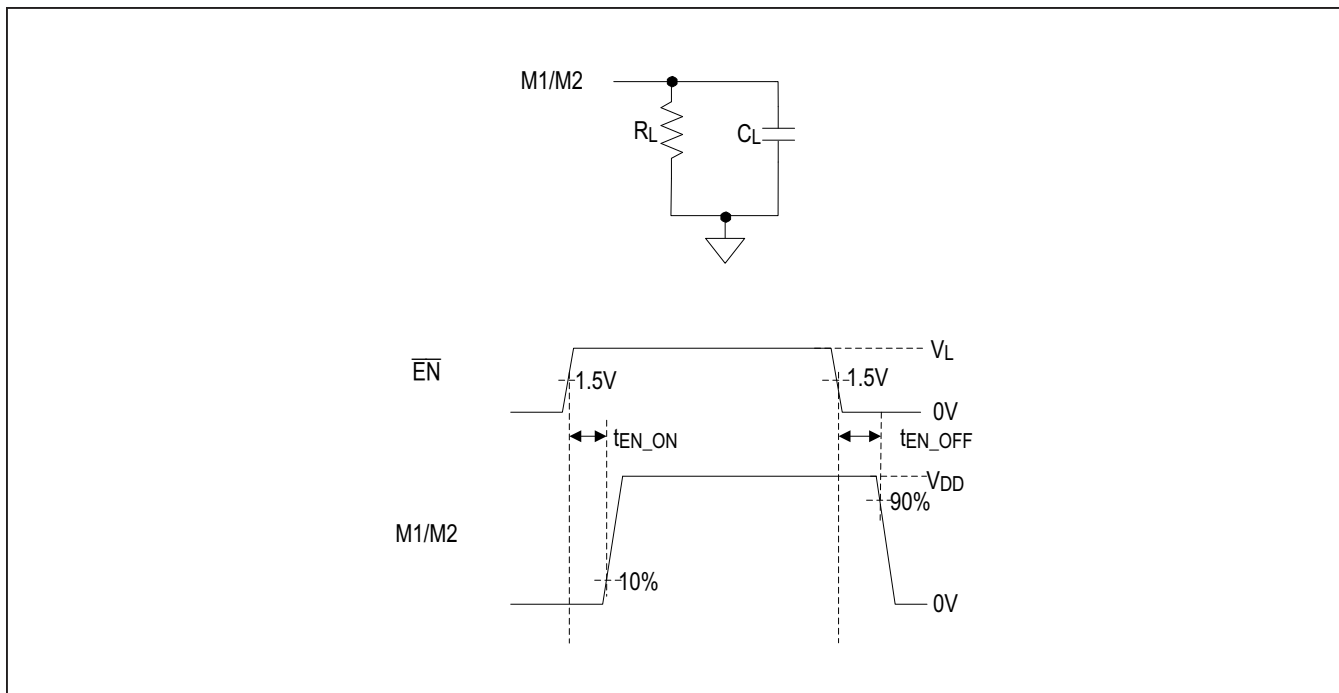 M1/M2
RL
CL
EN
1.5V
1.5V
VL
0V
tEN_ON
tEN_OFF
VDD
90%
M1/M2
10%
0V